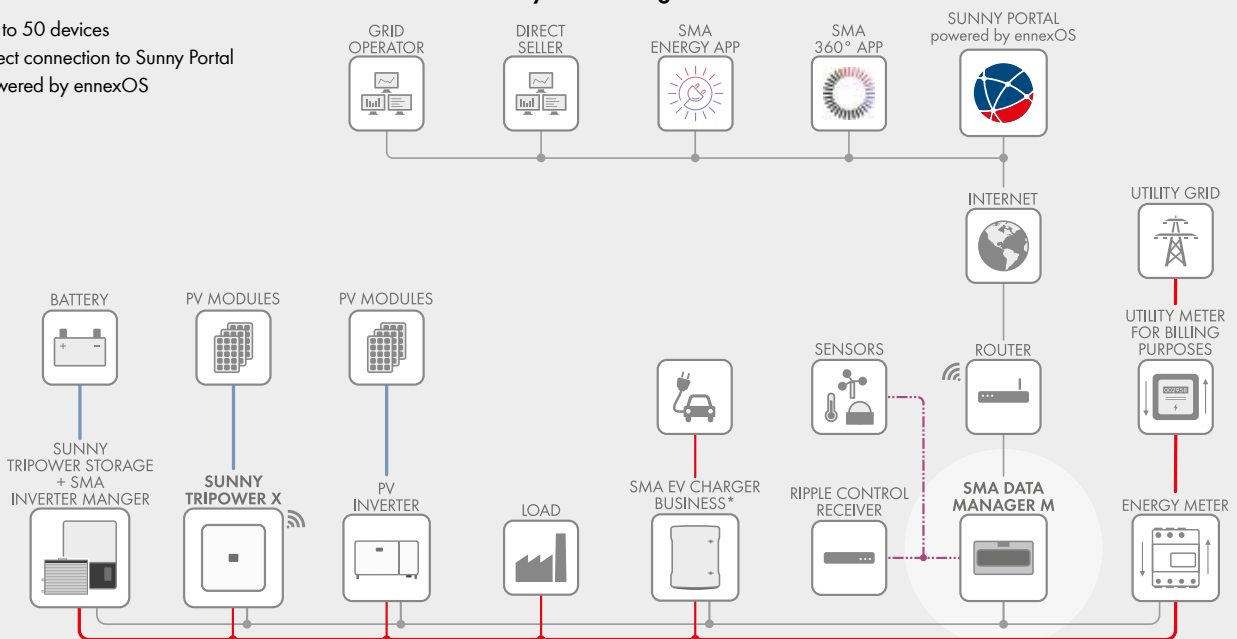 to 50 devices
ect connection to Sunny Portal
wered by ennexOS
GRID
OPERATOR
DIRECT
SELLER
SMA
ENERGY APP
SMA
360° APP
SUNNY PORTAL
powered by ennexOS
INTERNET
UTILITY GRID
BATTERY
PV MODULES
PV MODULES
SENSORS
ROUTER
UTILITY METER
FOR BILLING
PURPOSES
SUNNY
TRIPOWER STORAGE
+ SMA
INVERTER MANGER
SUNNY
TRIPOWER X
PV
INVERTER
LOAD
SMA EV CHARGER
BUSINESS*
RIPPLE CONTROL
RECEIVER
SMA DATA
MANAGER M
ENERGY METER